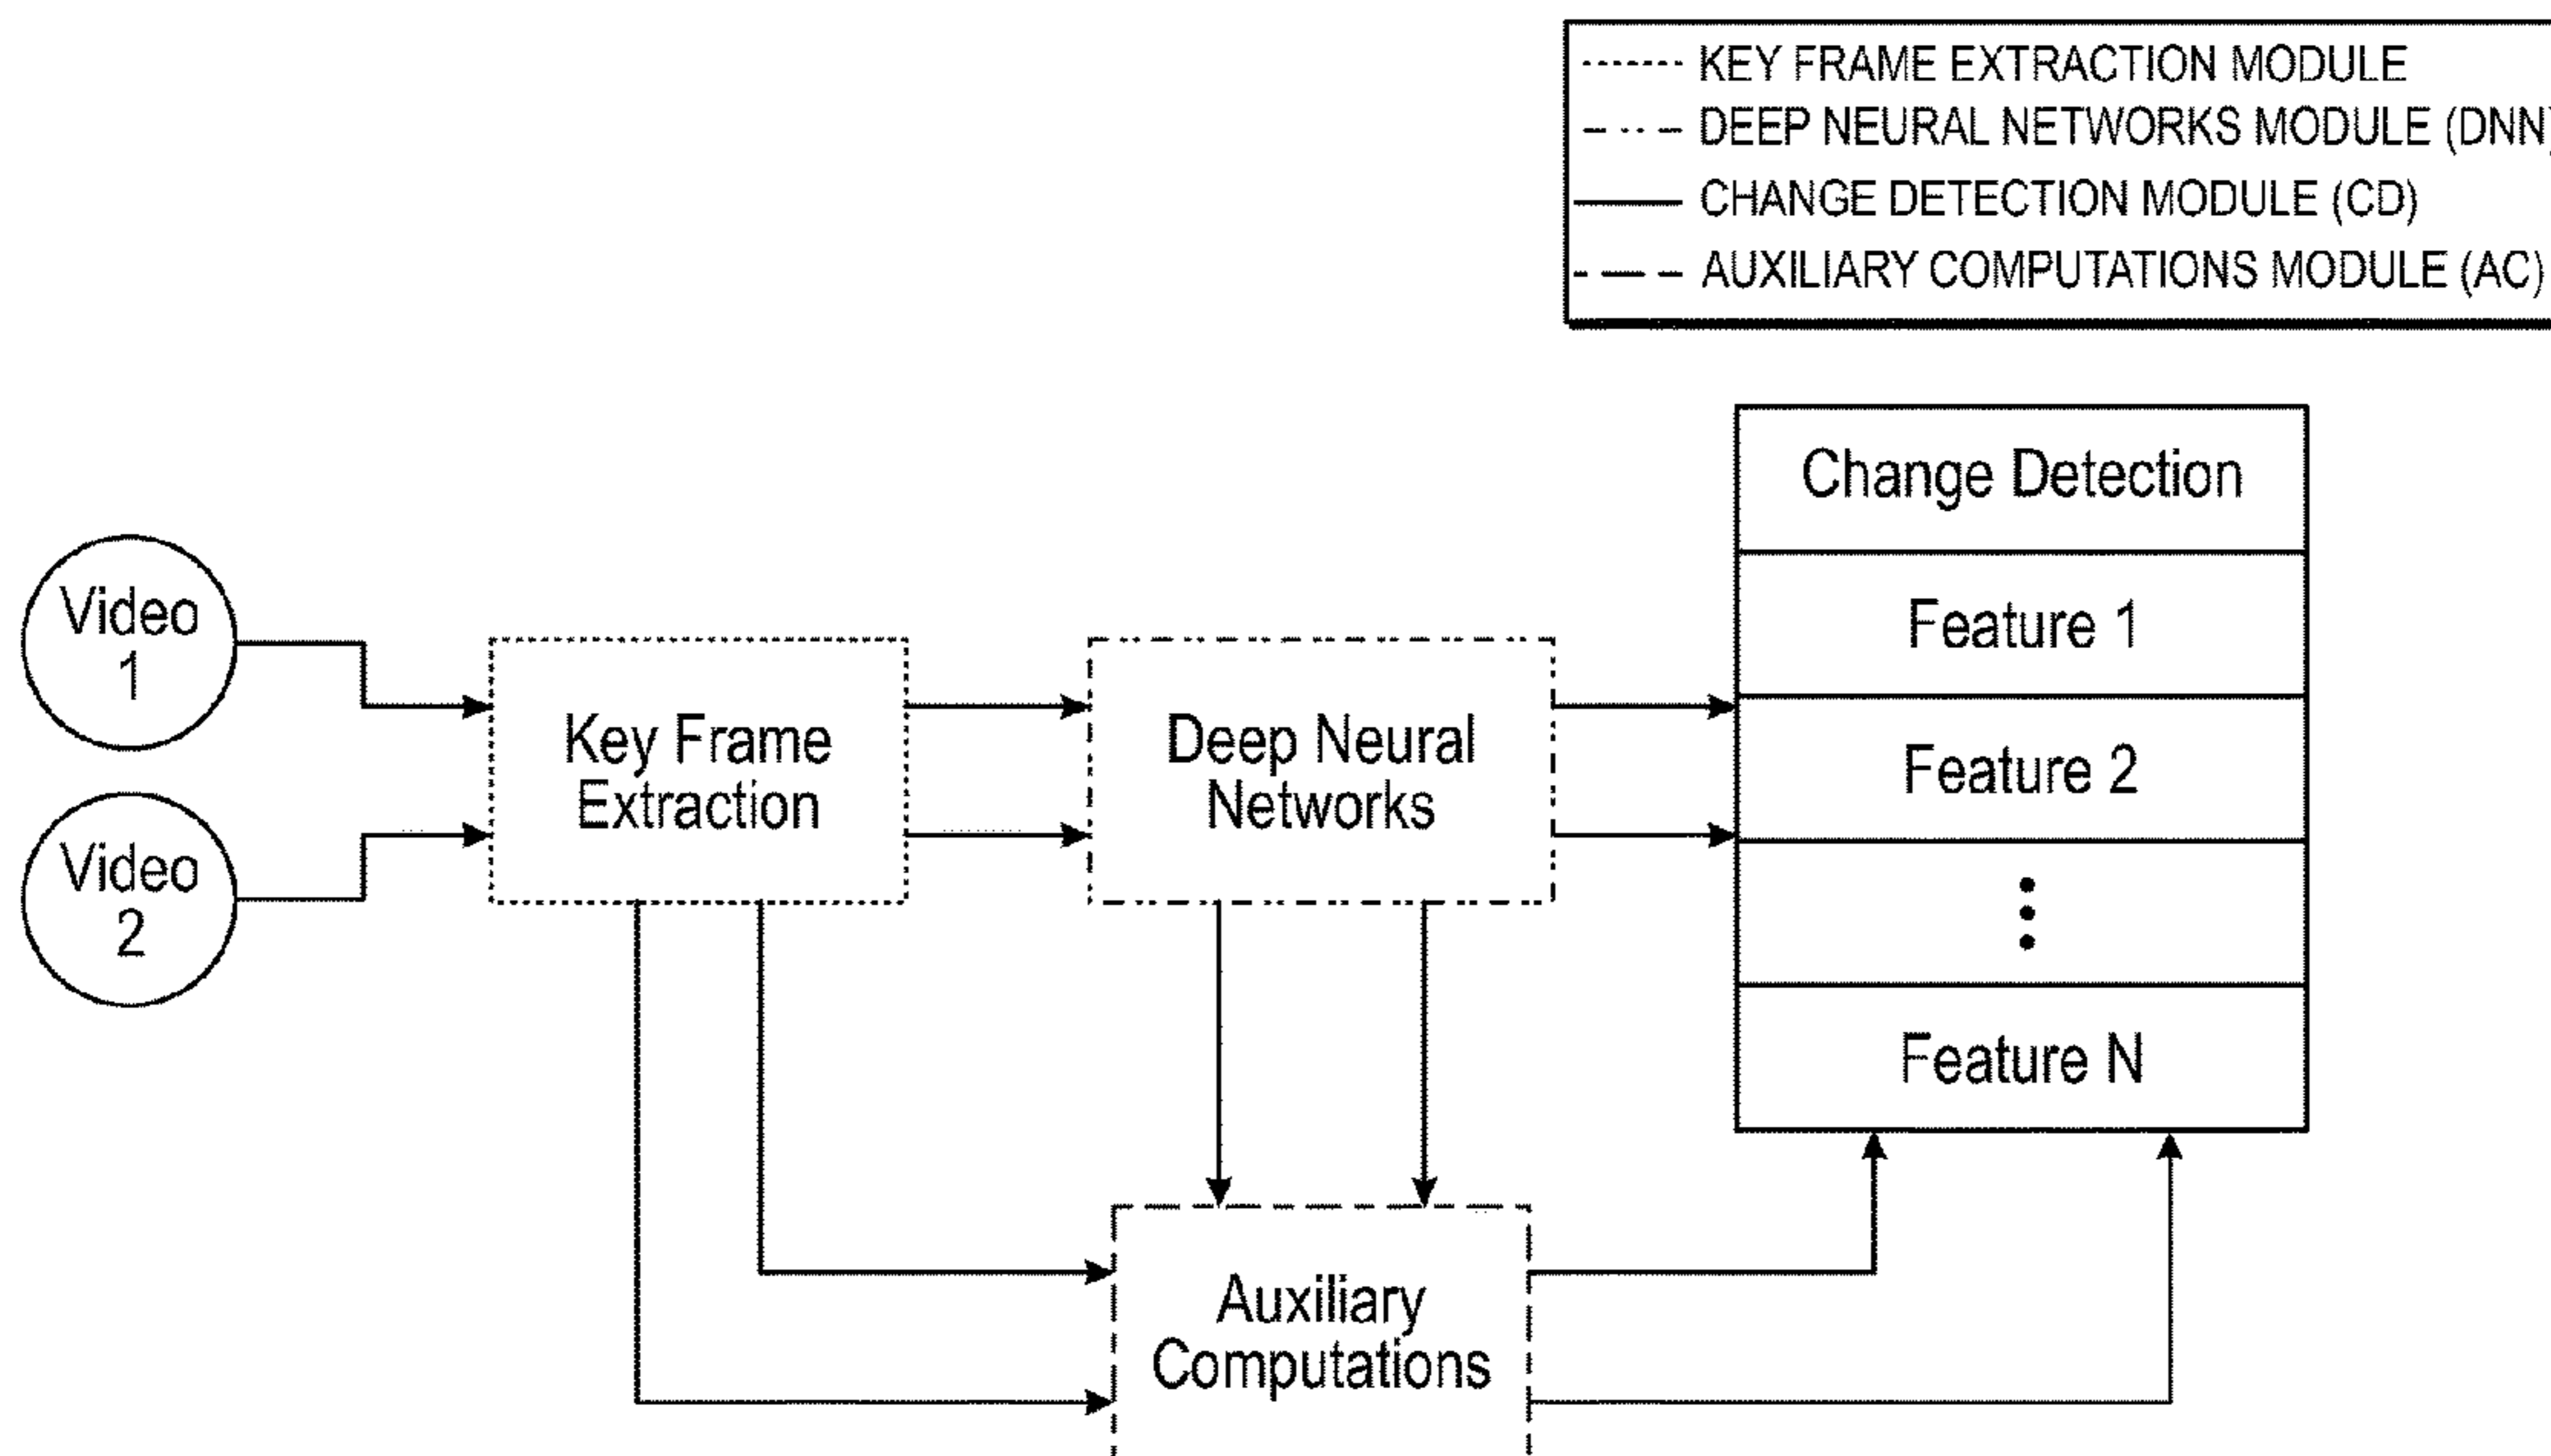 KEY FRAME EXTRACTION MODULE
DEEP NEURAL NETWORKS MODULE (DNN)
CHANGE DETECTION MODULE (CD)
AUXILIARY COMPUTATIONS MODULE (AC)
Change Detection
Feature 1
Feature 2
Feature N
Video
1
Video
2
Key Frame
Extraction
Deep Neural
Networks
Auxiliary
Computations